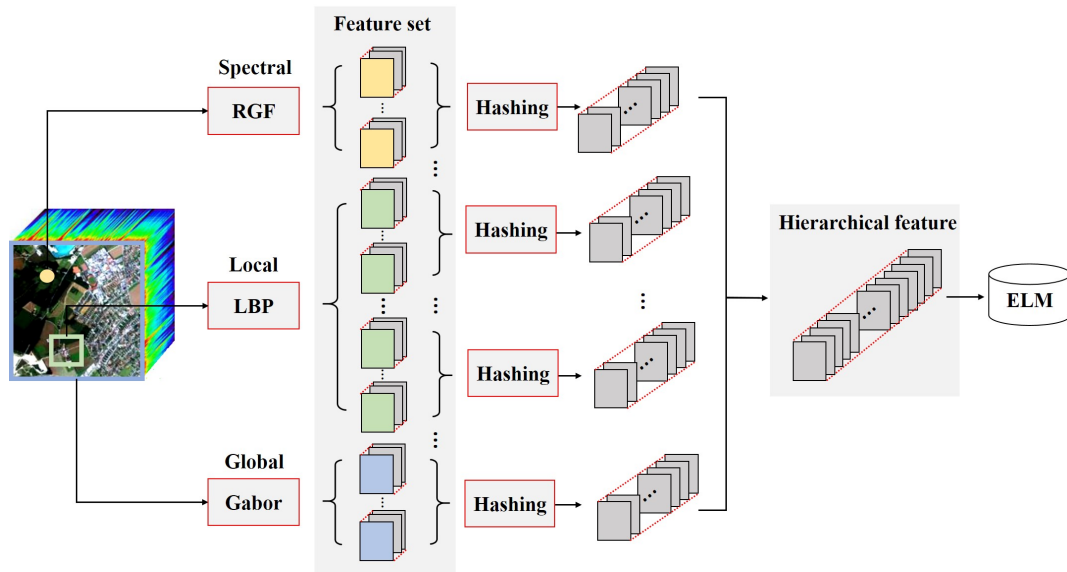 Feature set
Spectral
RGF
Hashing
Local
LBP
Hashing
Hashing
Global
Gabor
Hashing
Hierarchical feature
ELM